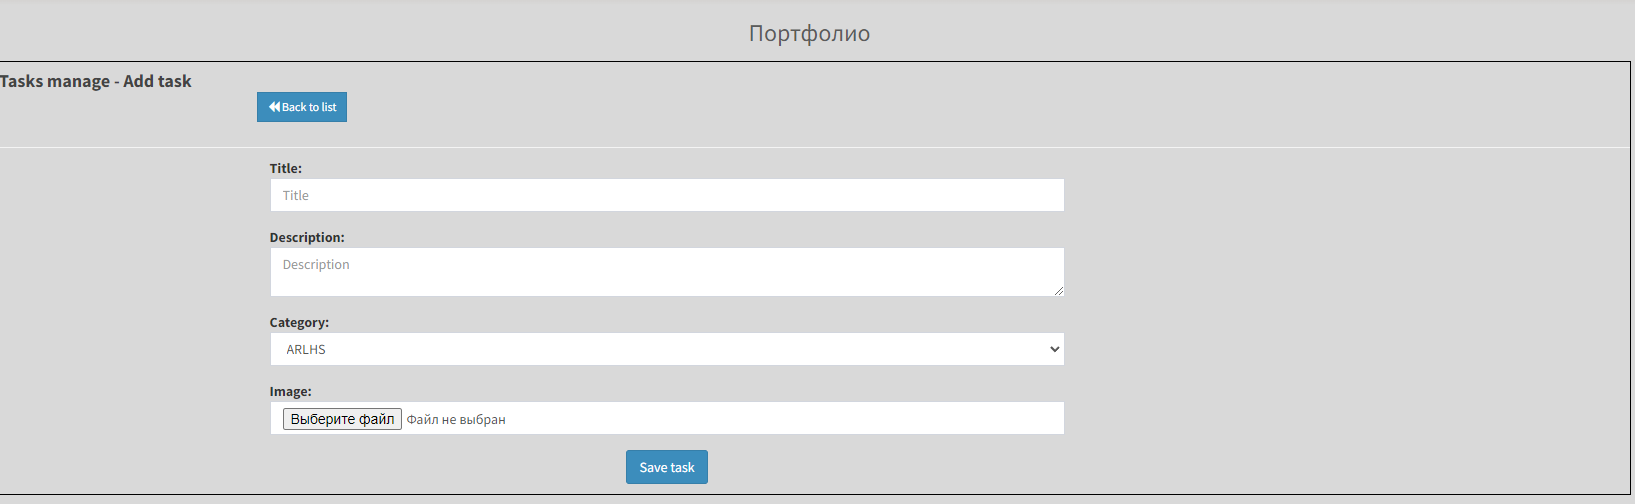 Портфолио
Tasks manage - Add task
Back to list
Title:
Title
Description:
Description
Category:
ARLHS
Image:
Выберите файл Файл не выбран
Save task